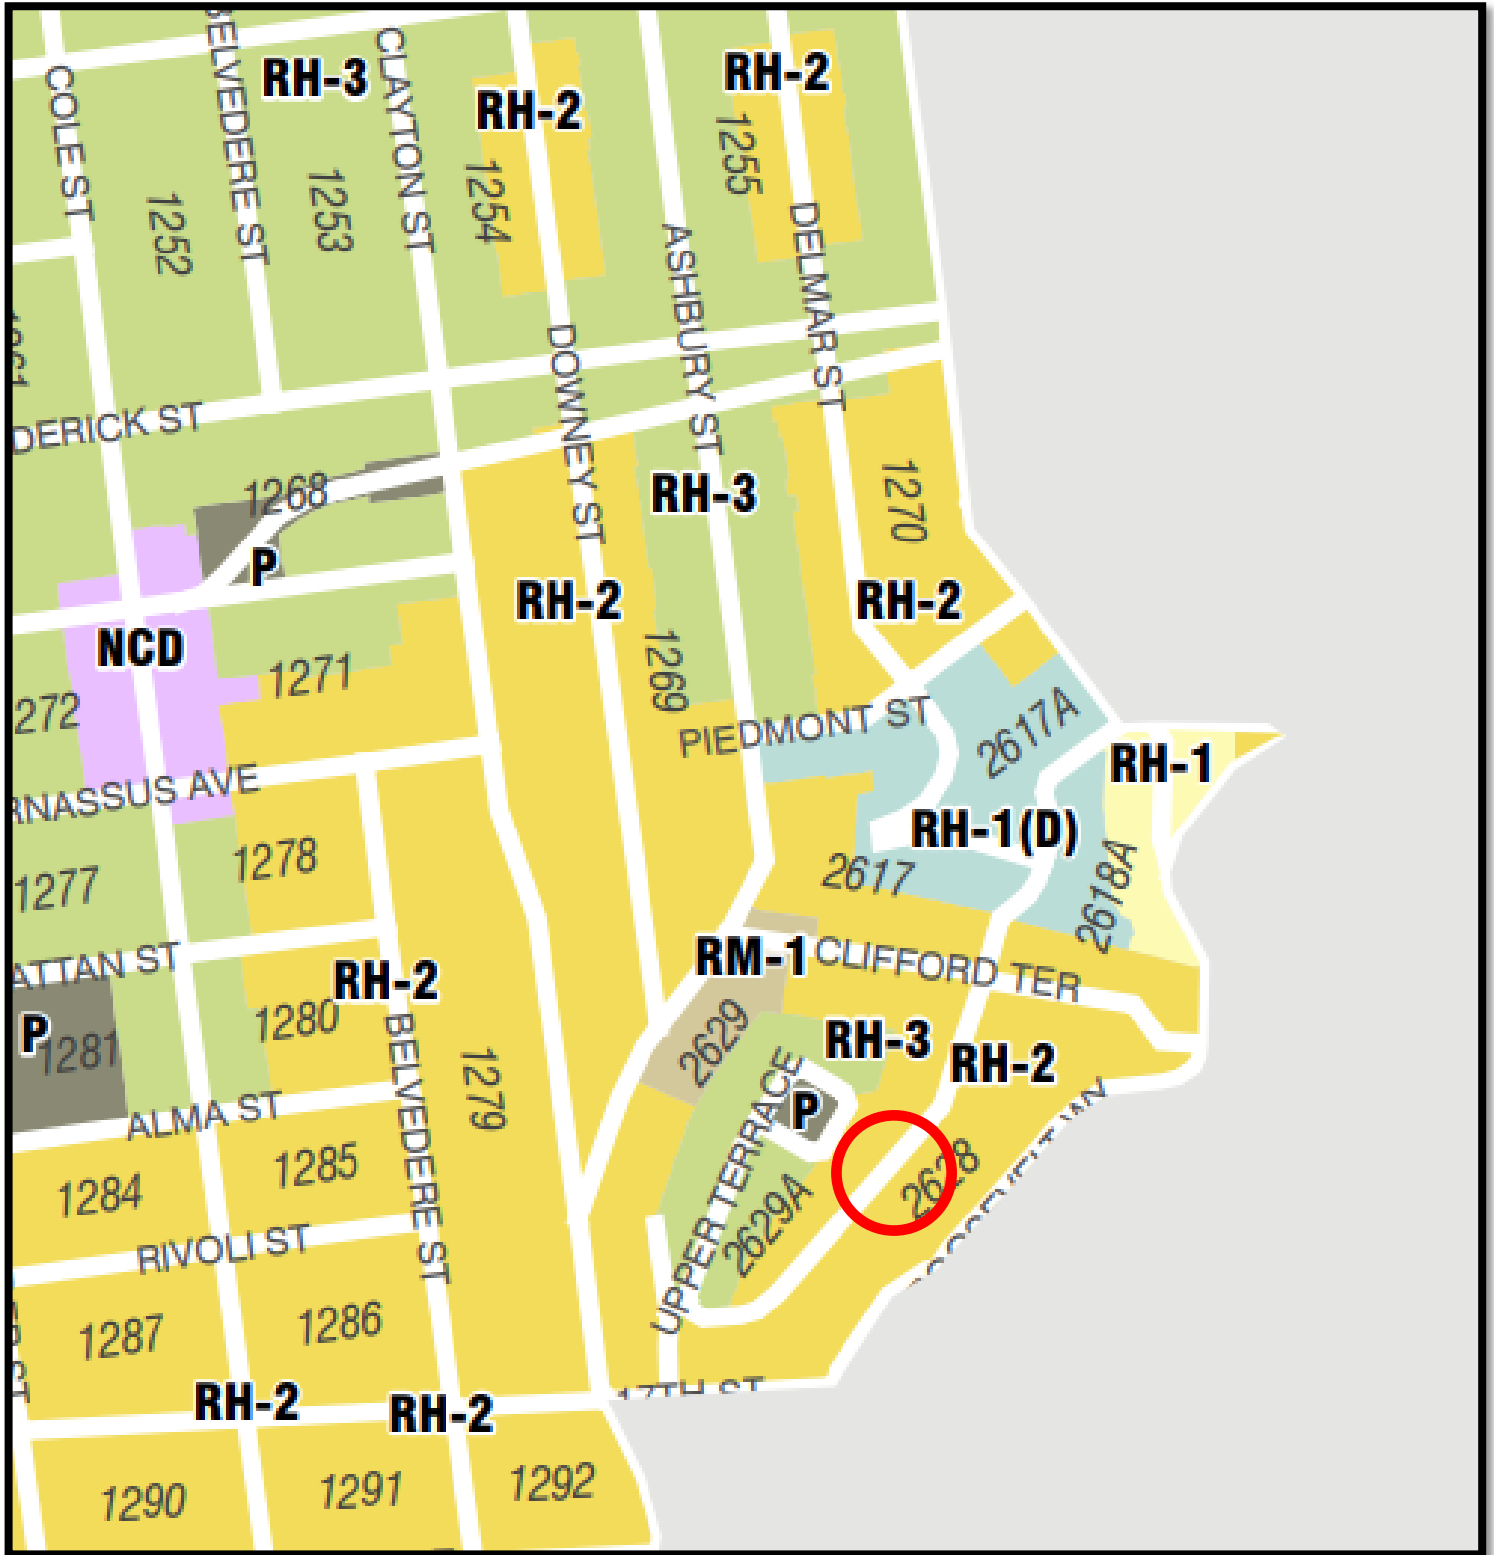 COLE ST
BELVEDERE ST
RH-3
CLAYTON ST
RH-2
RH-2
1252
1253
1254
1255
DELMAR ST
ASHBURY ST
DOWNEY ST
DERICK ST
1268
P
RH-3
1270
RH-2
RH-2
NCD
1271
1269
272
PIEDMONT ST
2617A
RH-1
RNASSUS AVE
RH-1(D)
1278
1277
2617
2618A
ATTAN ST
RM-1
CLIFFORD TER
RH-2
1280
P
1281
2629
RH-3
RH-2
BELVEDERE ST
1279
UPPER TERRACE
P
ALMA ST
1285
1284
2628
2629A
RIVOLI ST
1287
1286
RH-2
RH-2
17TH ST
1290
1291
1292